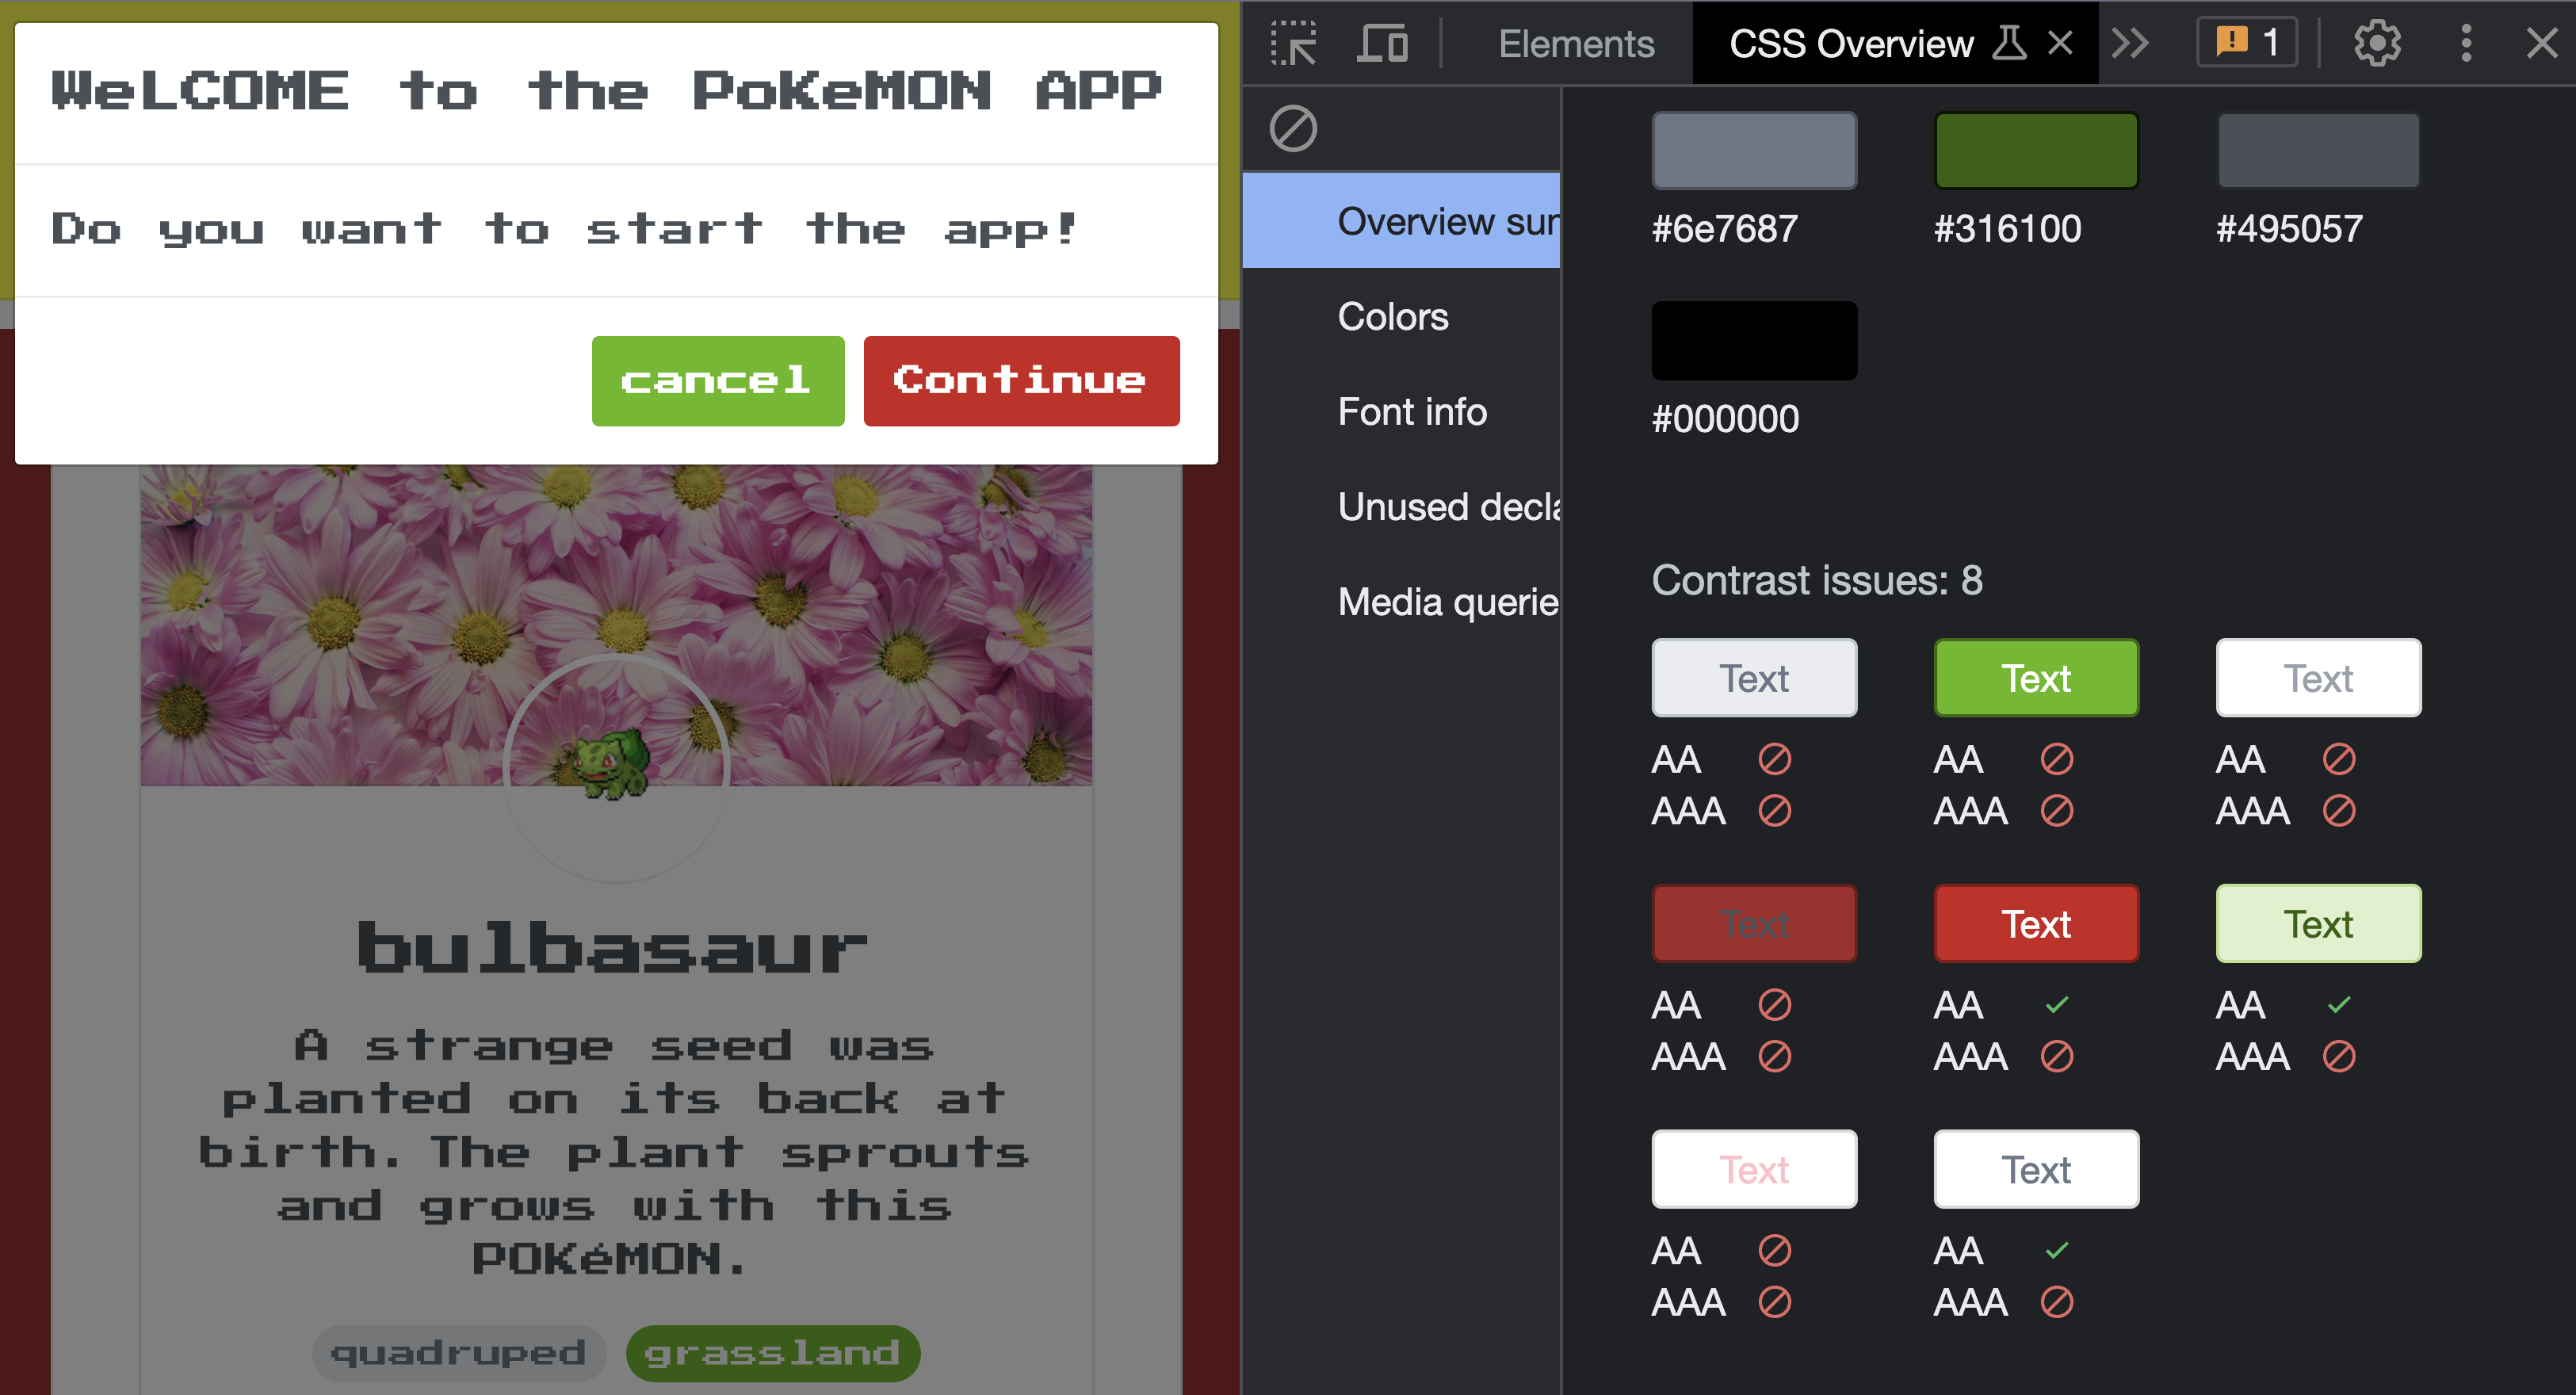 WeLCOME to the PoKeMON APP
Do you want to start the app!
cancel
Continue
bulbasaur
A strange seed was
planted on its back at
birth. The plant sprouts
and grows with this
POKéMON.
quadruped
grassland
Elements
CSS Overview
1
Overview sum
Colors
Font info
Unused decla
Media querie
#6e7687
#316100
#495057
#000000
Contrast issues: 8
Text
Text
Text
AA
AA
AA
AAA
AAA
AAA
Text
Text
Text
AA
AA
AA
AAA
AAA
AAA
Text
Text
AA
AA
AAA
AAA